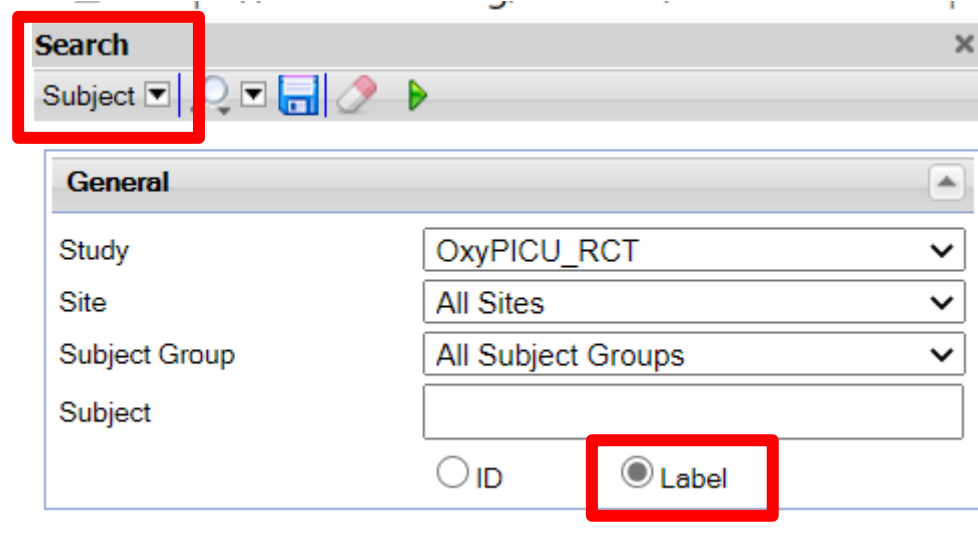 Search
Subject
General
Study OxyPICU_RCT
Site All Sites
Subject Group All Subject Groups
Subject
ID Label